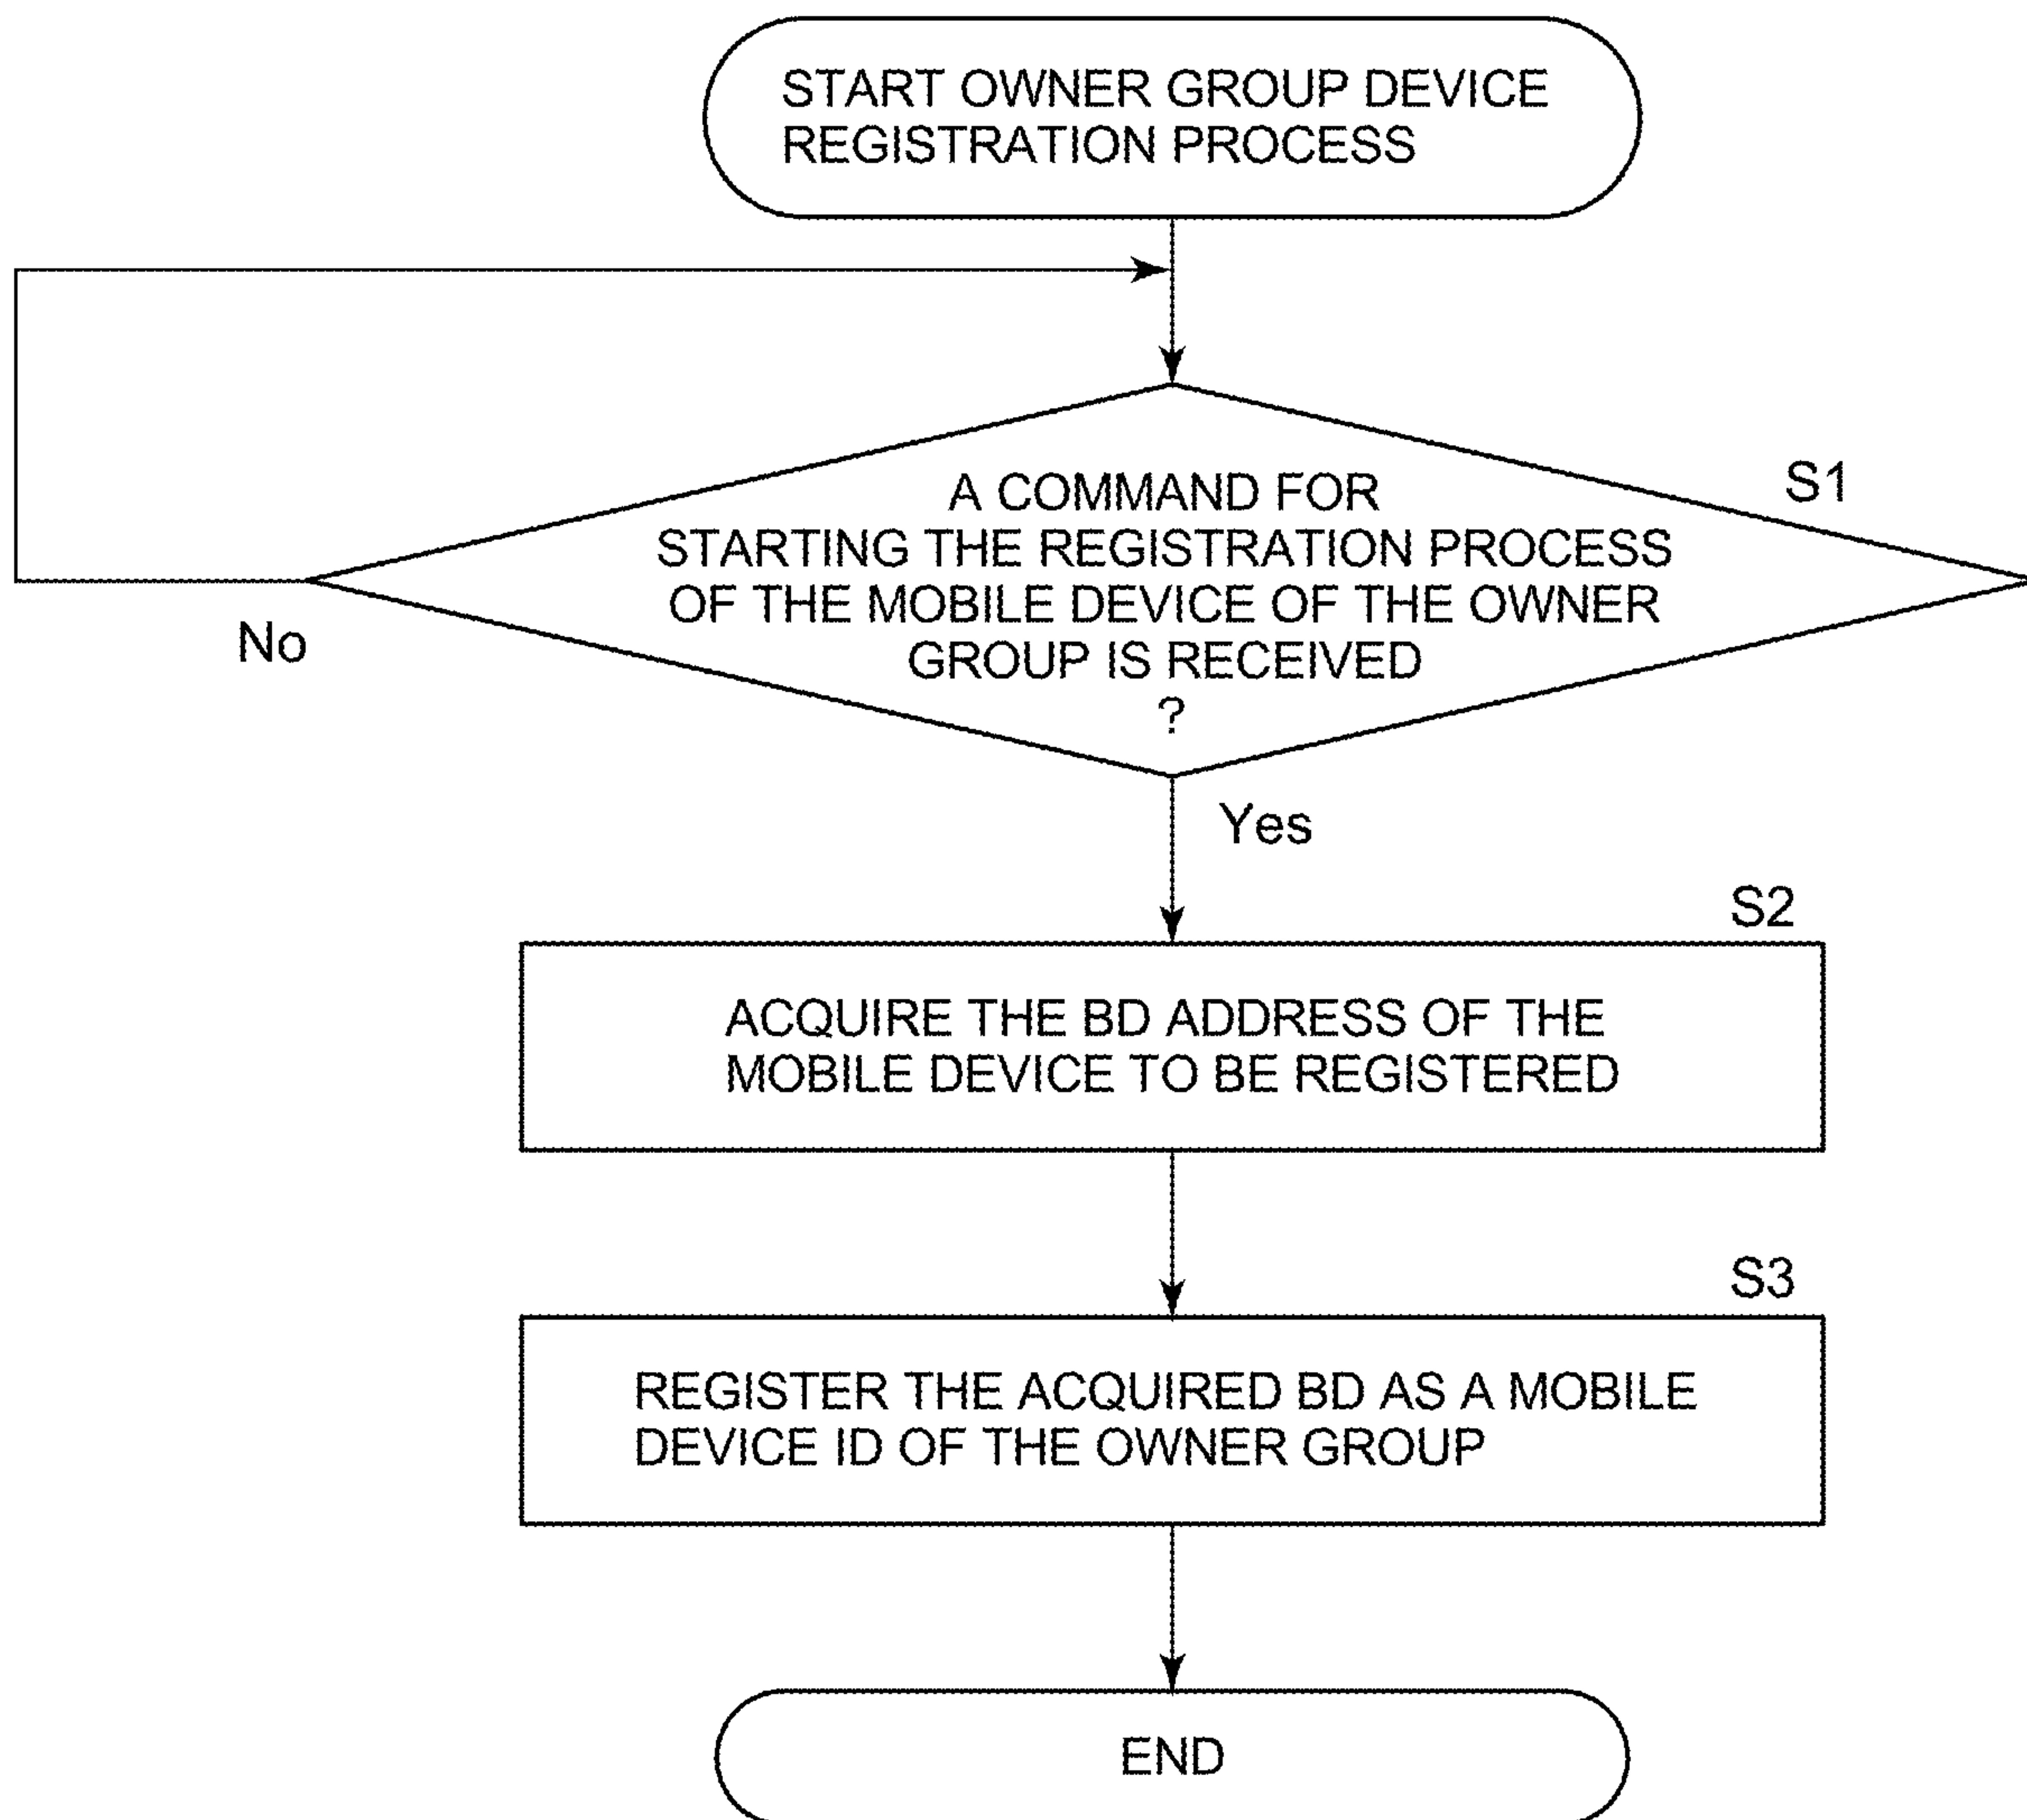 START OWNER GROUP DEVICE
REGISTRATION PROCESS
A COMMAND FOR
STARTING THE REGISTRATION PROCESS
OF THE MOBILE DEVICE OF THE OWNER
GROUP IS RECEIVED
?
S1
No
Yes
S2
ACQUIRE THE BD ADDRESS OF THE
MOBILE DEVICE TO BE REGISTERED
S3
REGISTER THE ACQUIRED BD AS A MOBILE
DEVICE ID OF THE OWNER GROUP
END